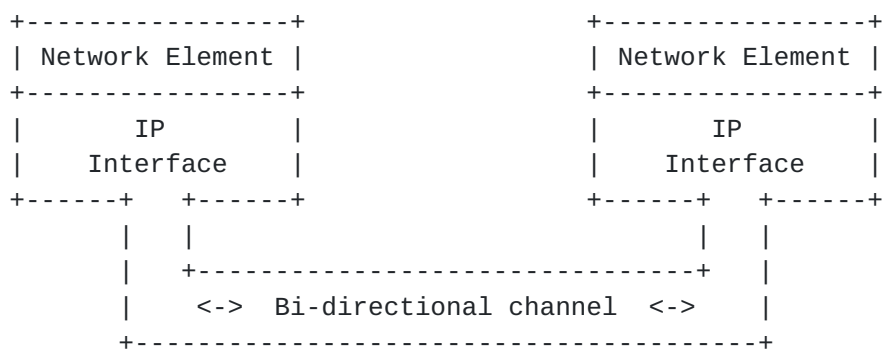 Network Element Network Element
IP IP
Interface Interface
<-> Bi-directional channel <->